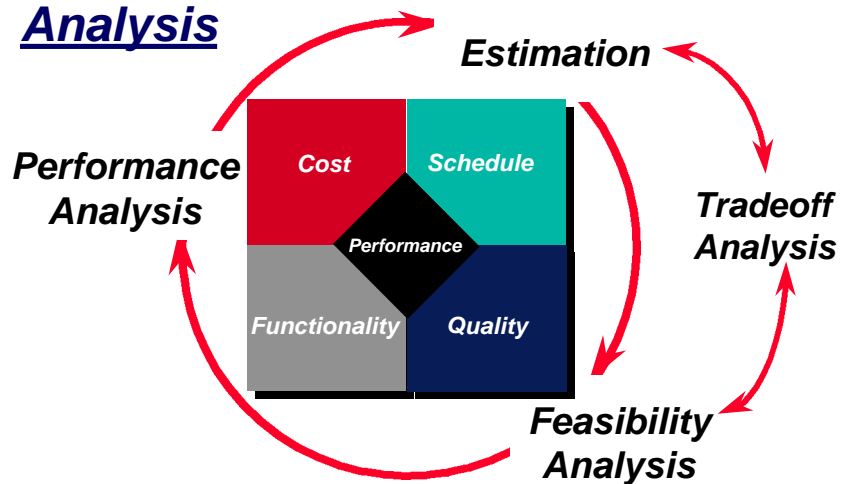 Analysis
Estimation
Performance
Analysis
Cost
Schedule
Tradeoff
Analysis
Performance
Functionality
Quality
Feasibility
Analysis